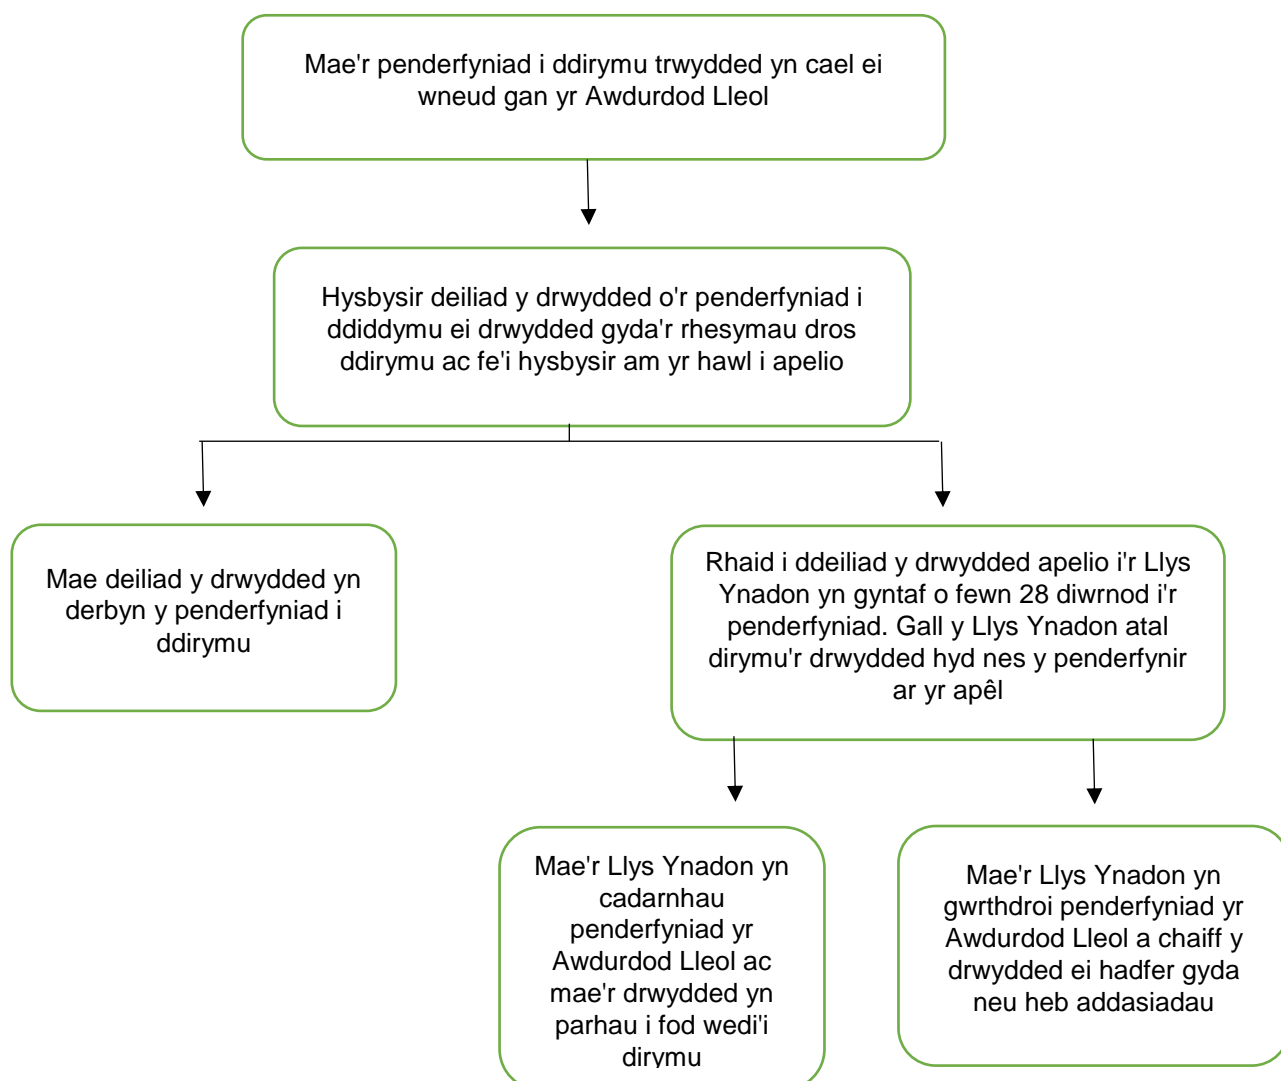 Mae'r penderfyniad i ddirymu trwydded yn cael ei
wneud gan yr Awdurdod Lleol
Hysbysir deiliad y drwydded o'r penderfyniad i
ddiddymu ei drwydded gyda'r rhesymau dros
ddirymu ac fe'i hysbysir am yr hawl i apelio
Mae deiliad y drwydded yn
derbyn y penderfyniad i
ddirymu
Rhaid i ddeiliad y drwydded apelio i'r Llys
Ynadon yn gyntaf o fewn 28 diwrnod i'r
penderfyniad. Gall y Llys Ynadon atal
dirymu'r drwydded hyd nes y penderfynir
ar yr apêl
Mae'r Llys Ynadon yn
cadarnhau
penderfyniad yr
Awdurdod Lleol ac
mae'r drwydded yn
parhau i fod wedi'i
dirymu
Mae'r Llys Ynadon yn
gwrthdroi penderfyniad yr
Awdurdod Lleol a chaiff y
drwydded ei hadfer gyda
neu heb addasiadau